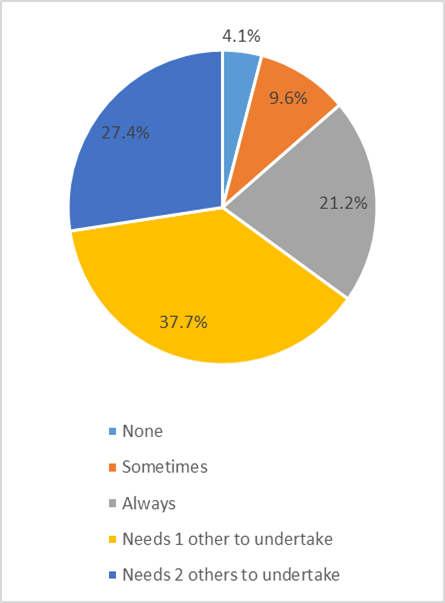 4.1%
9.6%
27.4%
21.2%
37.7%
None
Sometimes
Always
Needs 1 other to undertake
Needs 2 others to undertake